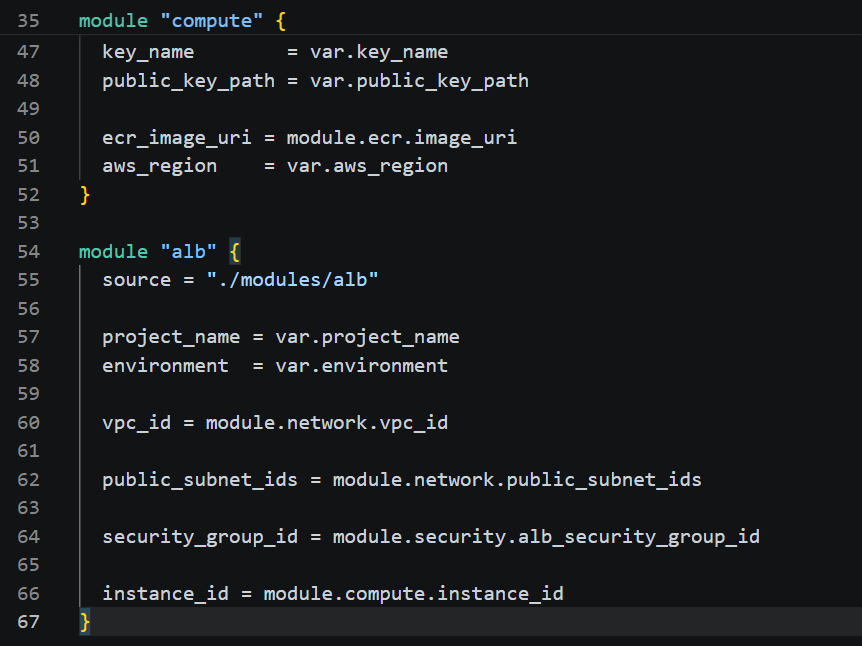 35 module "compute" {
47 key_name        = var.key_name
48 public_key_path = var.public_key_path
49
50 ecr_image_uri = module.ecr.image_uri
51 aws_region    = var.aws_region
52 }
53
54 module "alb" {
55 source = "./modules/alb"
56
57 project_name = var.project_name
58 environment  = var.environment
59
60 vpc_id = module.network.vpc_id
61
62 public_subnet_ids = module.network.public_subnet_ids
63
64 security_group_id = module.security.alb_security_group_id
65
66 instance_id = module.compute.instance_id
67 }